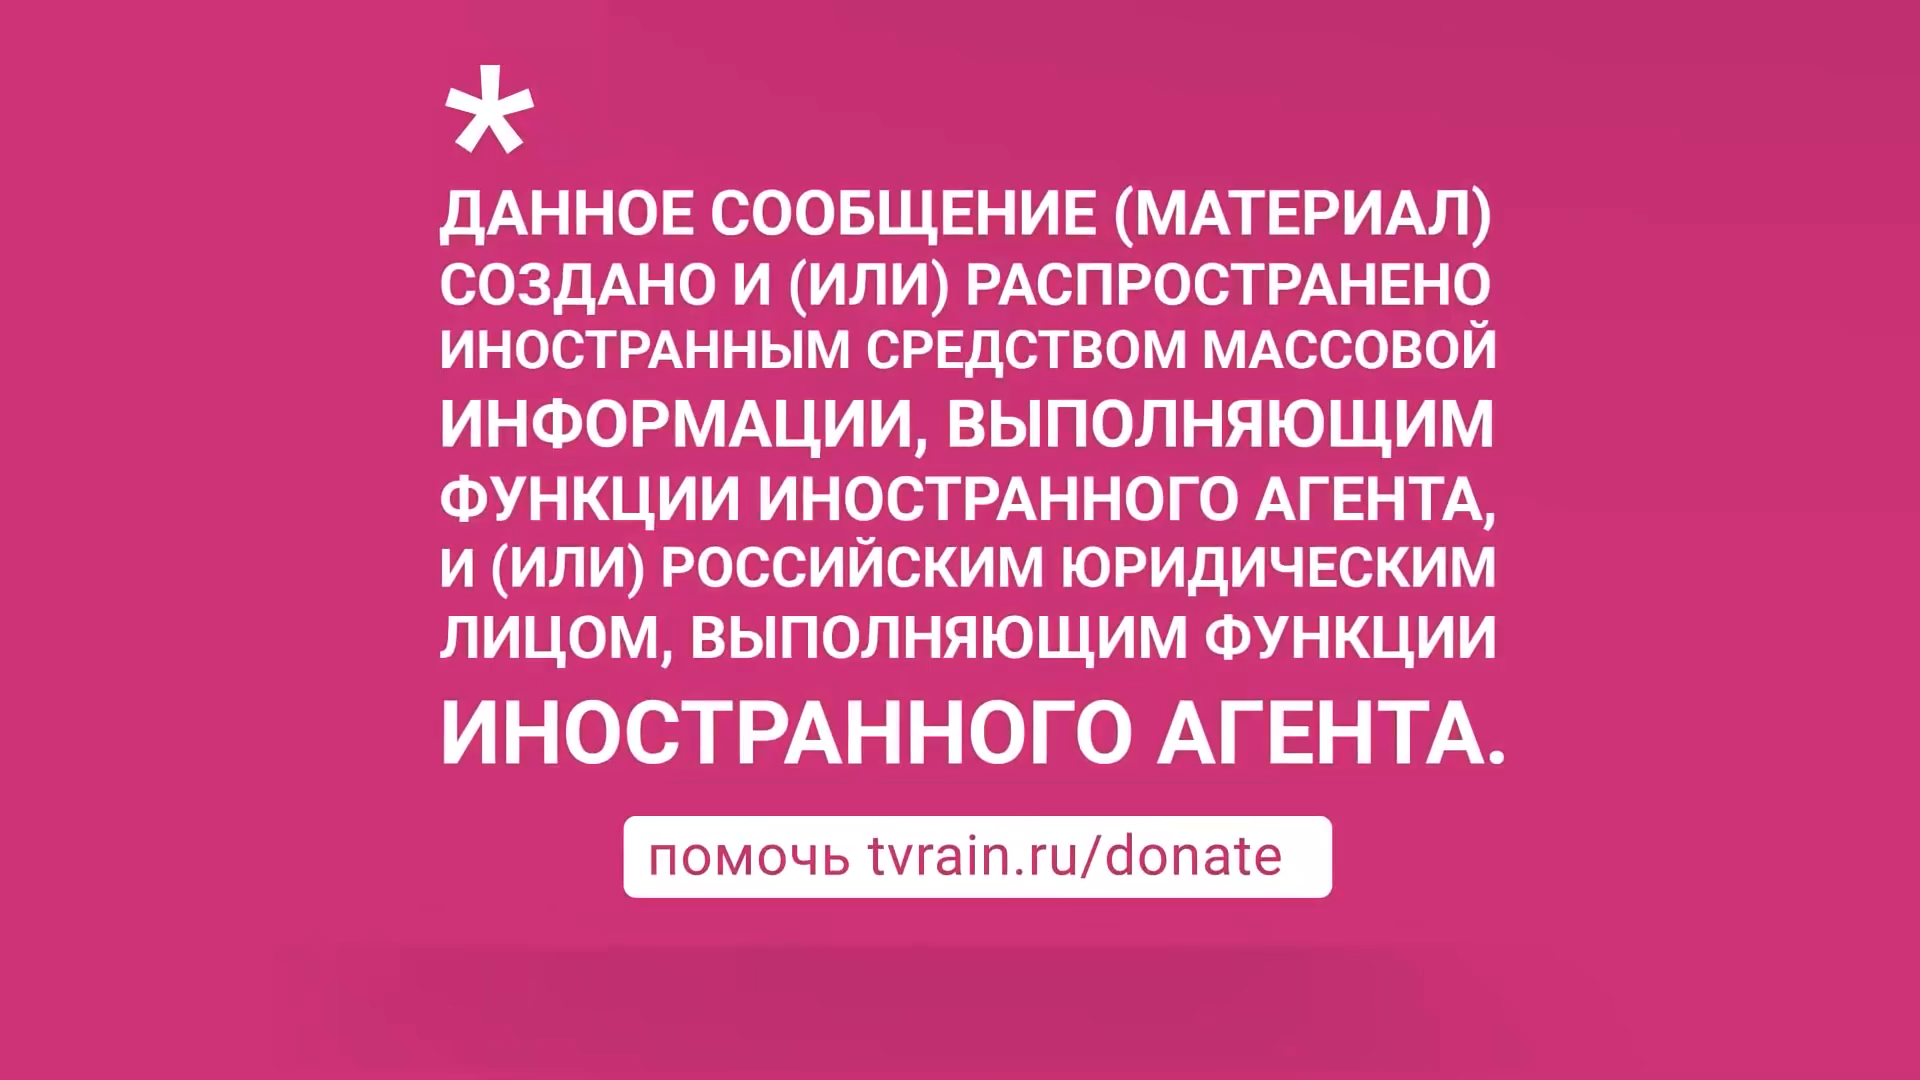 *
ДАННОЕ СООБЩЕНИЕ (МАТЕРИАЛ)
СОЗДАНО И (ИЛИ) РАСПРОСТРАНЕНО
ИНОСТРАННЫМ СРЕДСТВОМ МАССОВОЙ
ИНФОРМАЦИИ, ВЫПОЛНЯЮЩИМ
ФУНКЦИИ ИНОСТРАННОГО АГЕНТА,
И (ИЛИ) РОССИЙСКИМ ЮРИДИЧЕСКИМ
ЛИЦОМ, ВЫПОЛНЯЮЩИМ ФУНКЦИИ
ИНОСТРАННОГО АГЕНТА.
помочь tvrain.ru/donate